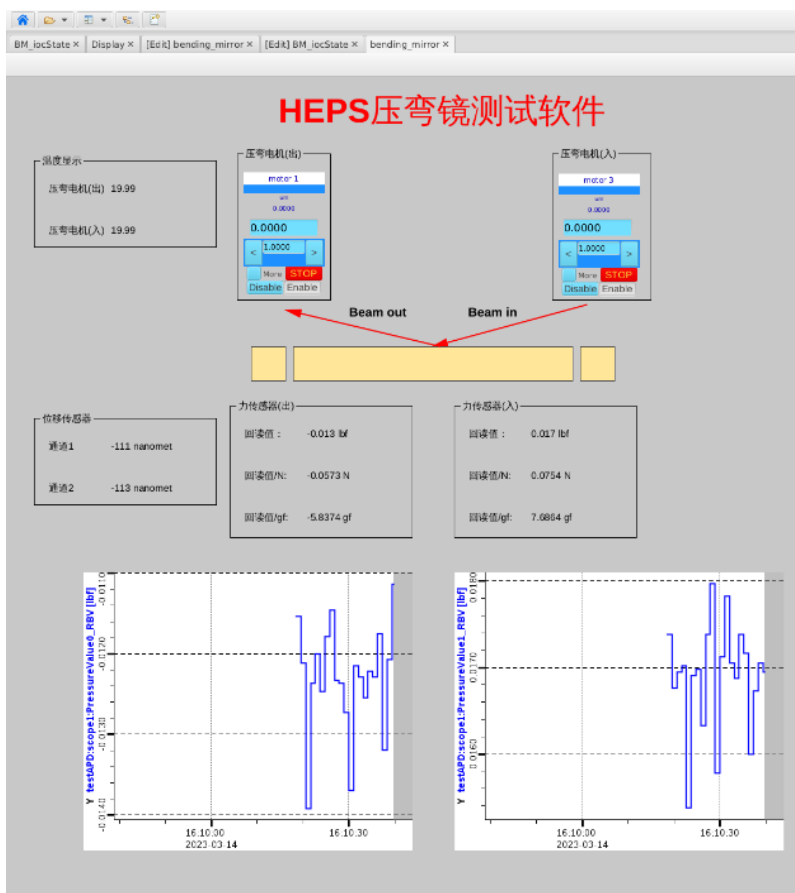 BM_iocState × Display × [Edit] bending_mirror × [Edit] BM_iocState × bending_mirror ×
HEPS压弯镜测试软件
温度显示
压弯电机(出) 19.99
压弯电机(入) 19.99
压弯电机(出)
motor 1
um
0.0000
0.0000
< 1.0000 >
More STOP
Disable Enable
压弯电机(入)
motor 3
um
0.0000
0.0000
< 1.0000 >
More STOP
Disable Enable
Beam out Beam in
位移传感器
通道1 -111 nanomet
通道2 -113 nanomet
力传感器(出)
回读值： -0.013 lbf
回读值/N: -0.0573 N
回读值/gf: -5.8374 gf
力传感器(入)
回读值： 0.017 lbf
回读值/N: 0.0754 N
回读值/gf: 7.6864 gf
Y testAPD:scope1:PressureValue0_RBV [lbf]
-0.0110
-0.0120
-0.0130
-0.0140
16:10:00 16:10:30
2023-03-14
Y testAPD:scope1:PressureValue1_RBV [lbf]
0.0180
0.0170
0.0160
16:10:00 16:10:30
2023-03-14